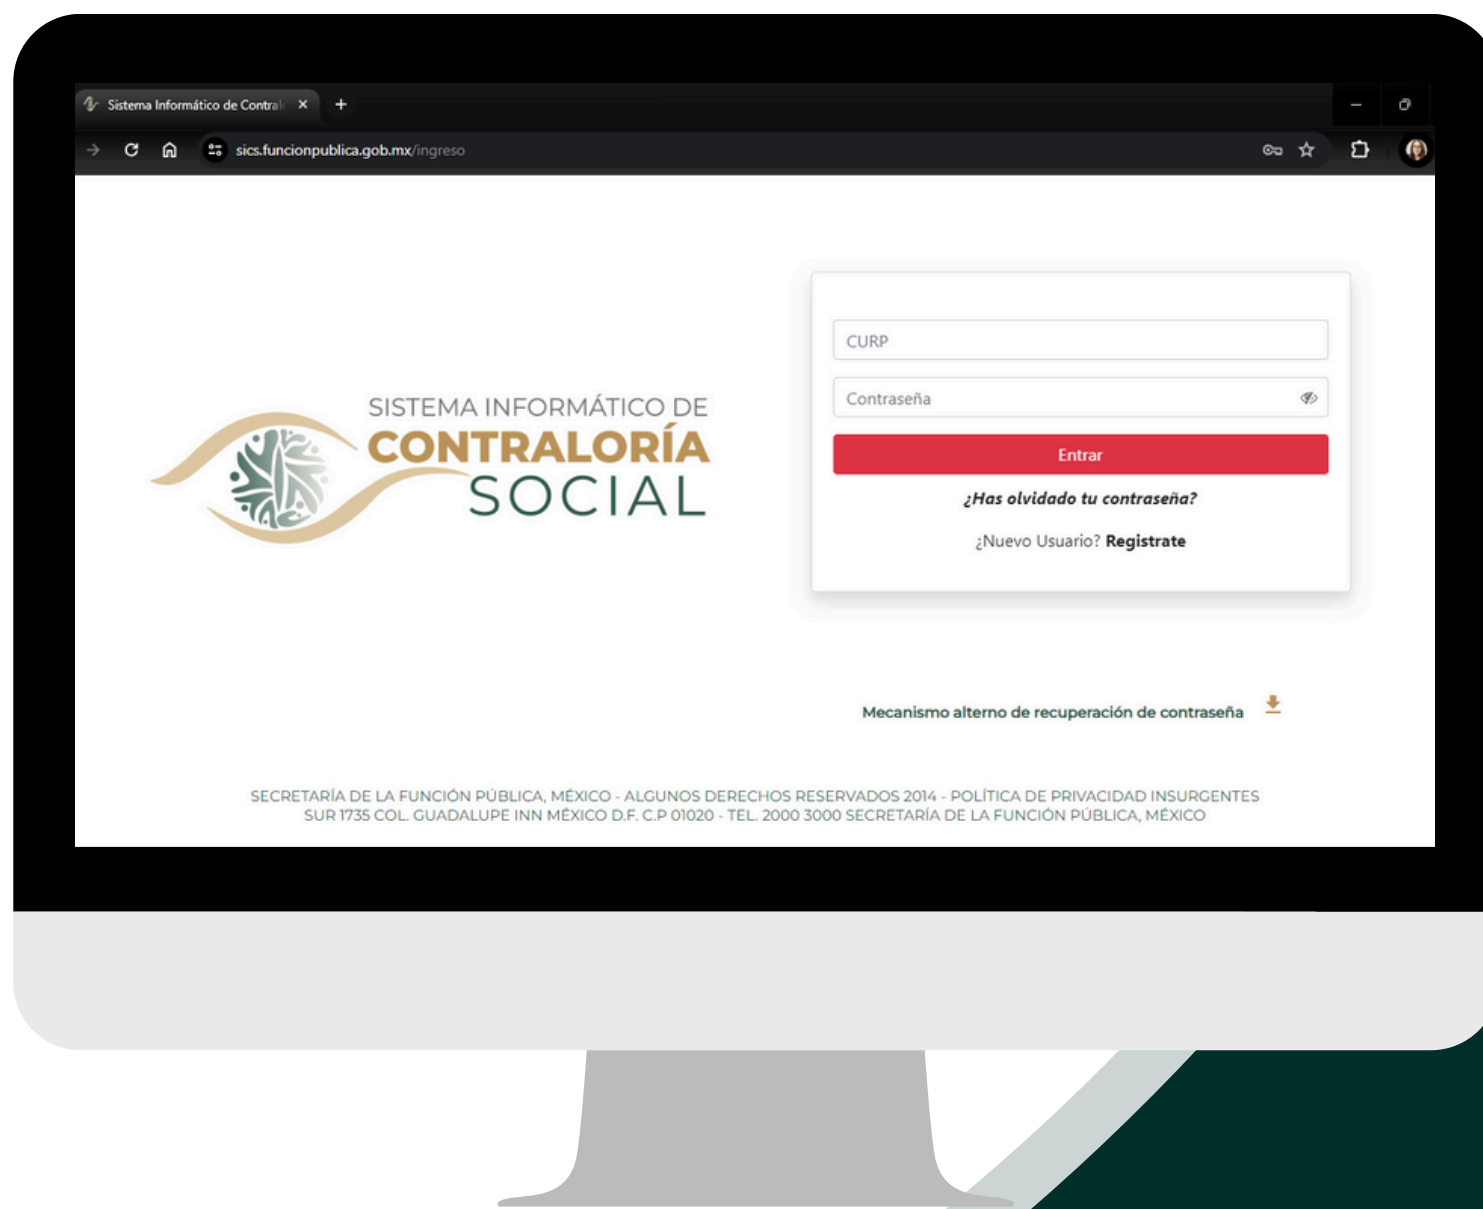 Sistema Informático de Contral
sics.funcionpublica.gob.mx/ingreso
SISTEMA INFORMÁTICO DE
CONTRALORÍA
SOCIAL
CURP
Contraseña
Entrar
¿Has olvidado tu contraseña?
¿Nuevo Usuario? Registrate
Mecanismo alterno de recuperación de contraseña
SECRETARÍA DE LA FUNCIÓN PÚBLICA, MÉXICO - ALGUNOS DERECHOS RESERVADOS 2014 - POLÍTICA DE PRIVACIDAD INSURGENTES
SUR 1735 COL. GUADALUPE INN MÉXICO D.F. C.P 01020 - TEL. 2000 3000 SECRETARÍA DE LA FUNCIÓN PÚBLICA, MÉXICO